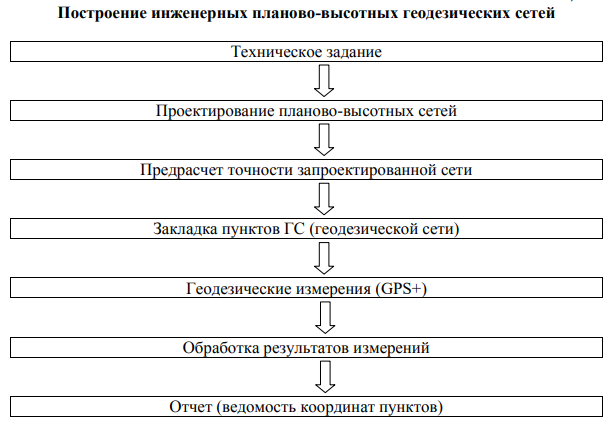 Построение инженерных планово-высотных геодезических сетей
Техническое задание
Проектирование планово-высотных сетей
Предрасчет точности запроектированной сети
Закладка пунктов ГС (геодезической сети)
Геодезические измерения (GPS+)
Обработка результатов измерений
Отчет (ведомость координат пунктов)